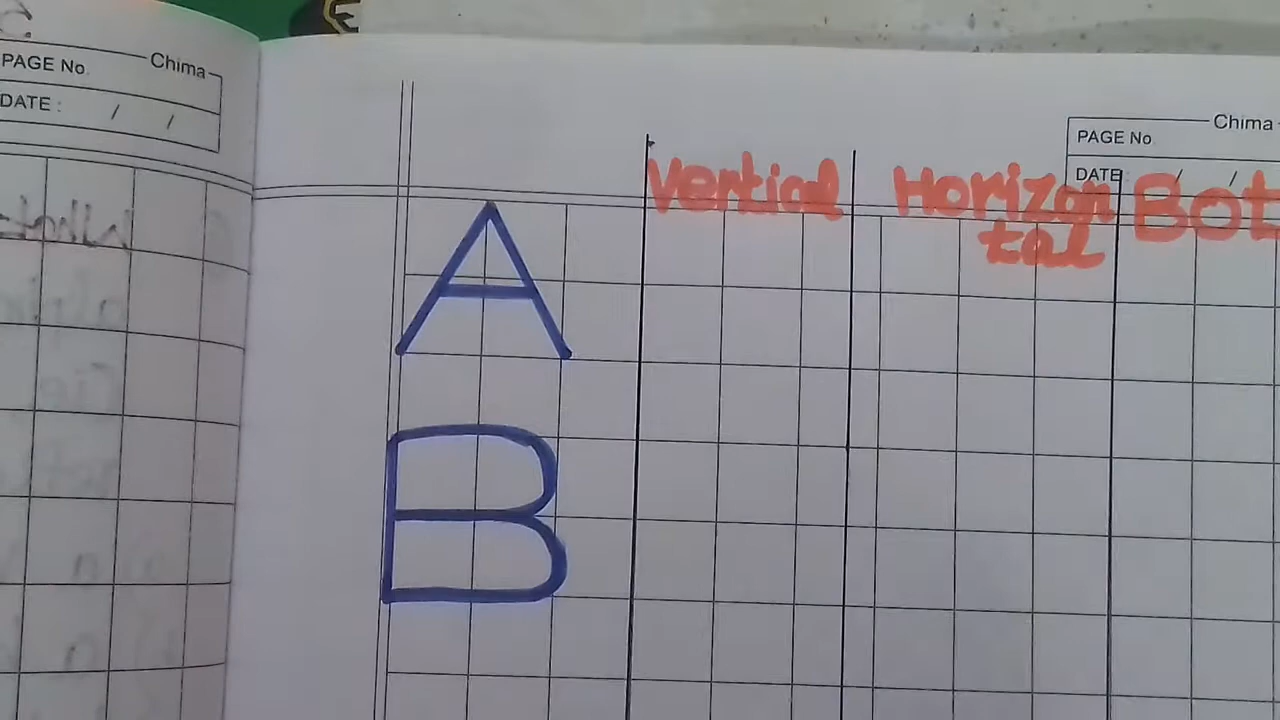 PAGE No.
Chima
DATE : / /
Chima
PAGE No
DATE : / /
Vertical Horizon Bot
tal
A
B